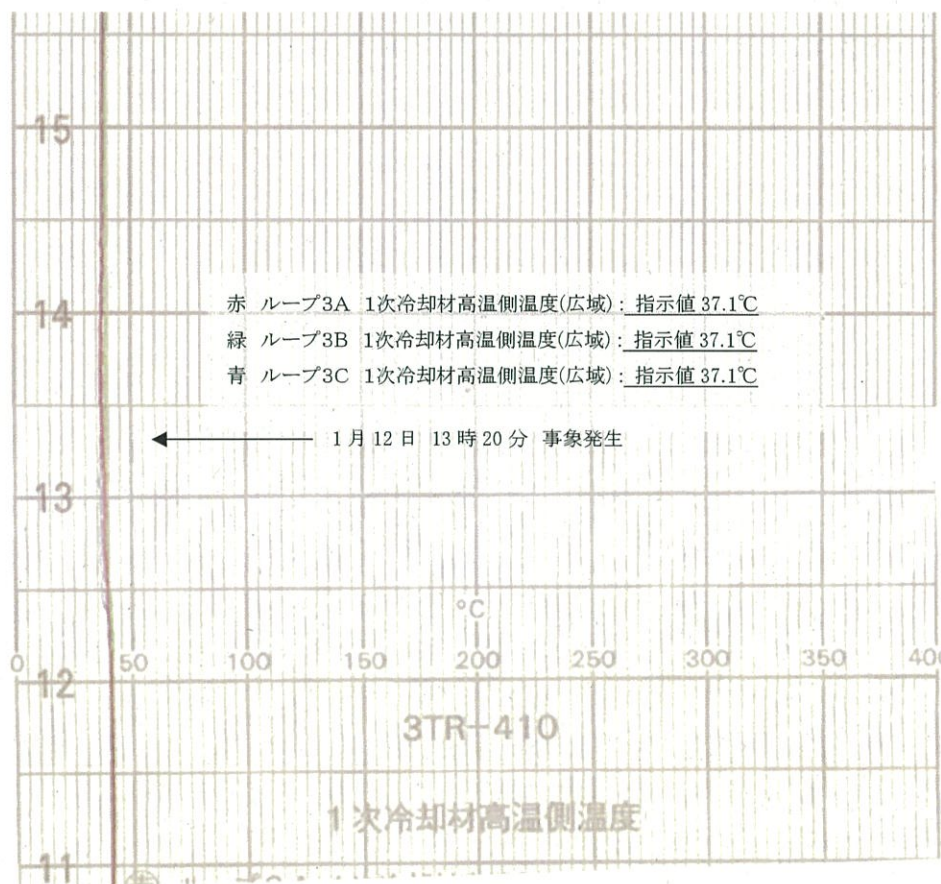 15
14
赤 ループ3A 1次冷却材高温側温度(広域): 指示値 37.1℃
緑 ループ3B 1次冷却材高温側温度(広域): 指示値 37.1℃
青 ループ3C 1次冷却材高温側温度(広域): 指示値 37.1℃
1月12日 13時20分 事象発生
13
°C
0 50 100 150 200 250 300 350 400
12
3TR-410
1次冷却材高温側温度
11